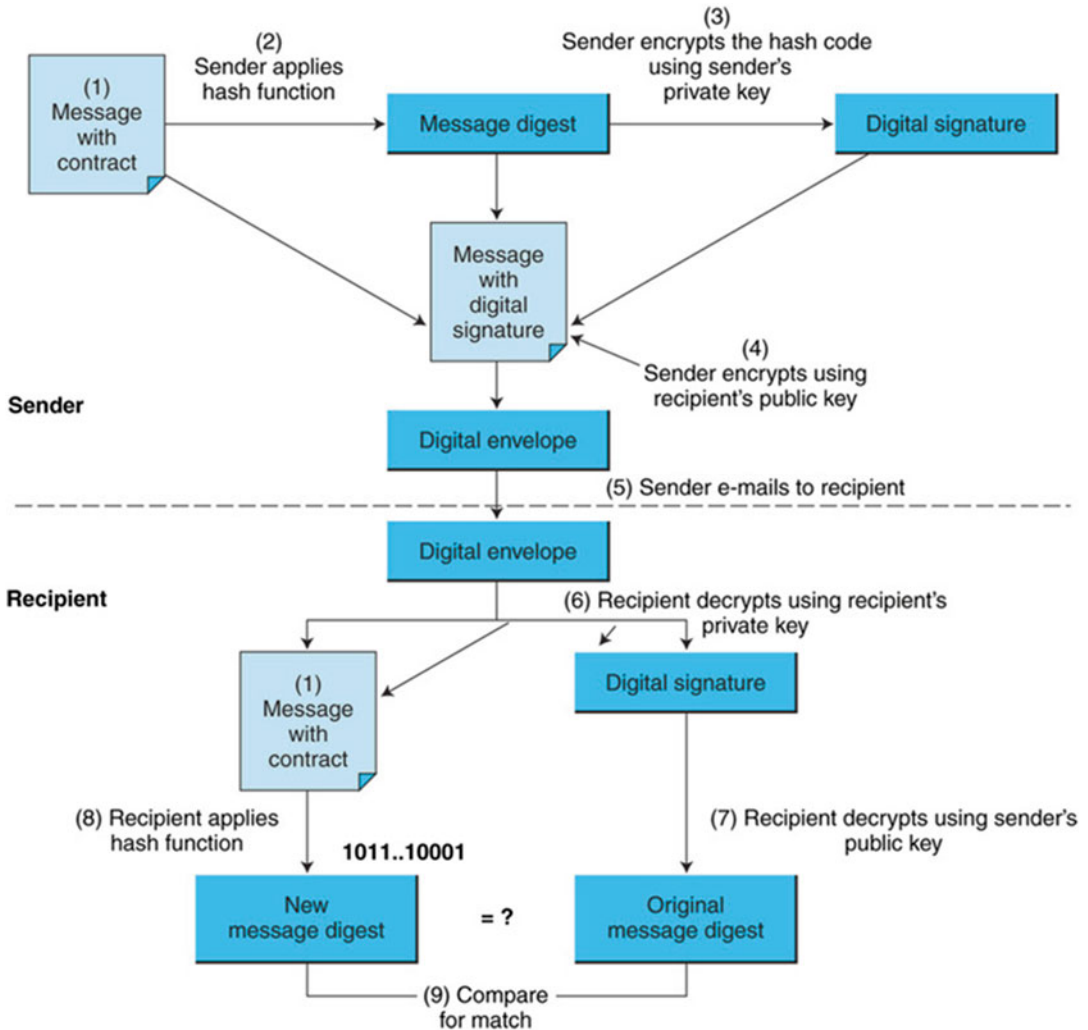 (1)
Message
with
contract
(2)
Sender applies
hash function
Message digest
(3)
Sender encrypts the hash code
using sender's
private key
Digital signature
Message
with
digital
signature
(4)
Sender encrypts using
recipient's public key
Sender
Digital envelope
(5) Sender e-mails to recipient
Digital envelope
Recipient
(6) Recipient decrypts using recipient's
private key
(1)
Message
with
contract
Digital signature
(8) Recipient applies
hash function
(7) Recipient decrypts using sender's
public key
1011..10001
New
message digest
= ?
Original
message digest
(9) Compare
for match